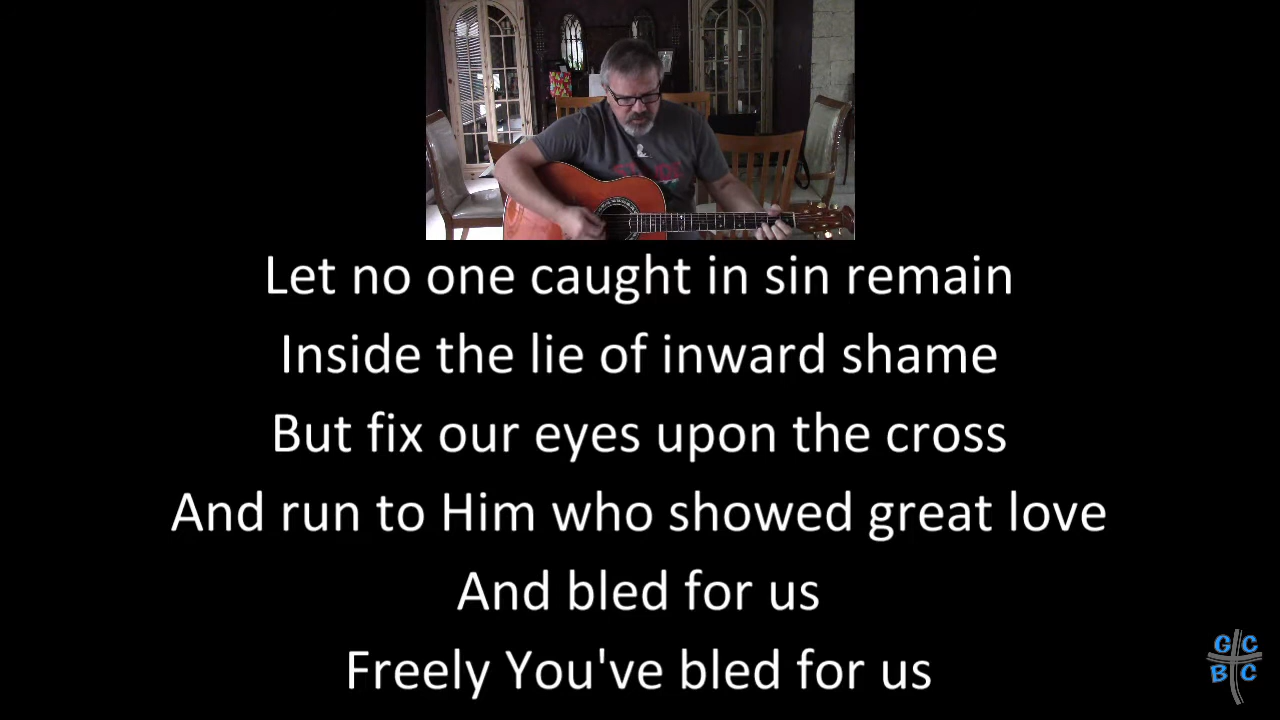 Let no one caught in sin remain
Inside the lie of inward shame
But fix our eyes upon the cross
And run to Him who showed great love
And bled for us
Freely You've bled for us
GC
BC